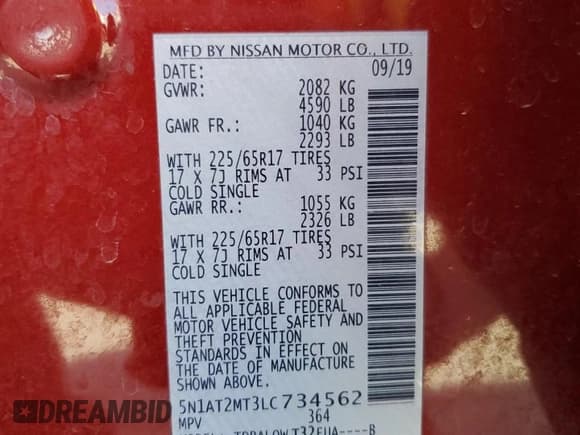 MFD BY NISSAN MOTOR CO., LTD.
DATE: 09/19
GVWR: 2082 KG
4590 LB
GAWR FR.: 1040 KG
2293 LB
WITH 225/65R17 TIRES
17 X 7J RIMS AT 33 PSI
COLD SINGLE
GAWR RR.: 1055 KG
2326 LB
WITH 225/65R17 TIRES
17 X 7J RIMS AT 33 PSI
COLD SINGLE
THIS VEHICLE CONFORMS TO
ALL APPLICABLE FEDERAL
MOTOR VEHICLE SAFETY AND
THEFT PREVENTION
STANDARDS IN EFFECT ON
THE DATE OF MANUFACTURE
SHOWN ABOVE.
5N1AT2MT3LC734562
MPV 364
B
DREAMBID
DREAMBID